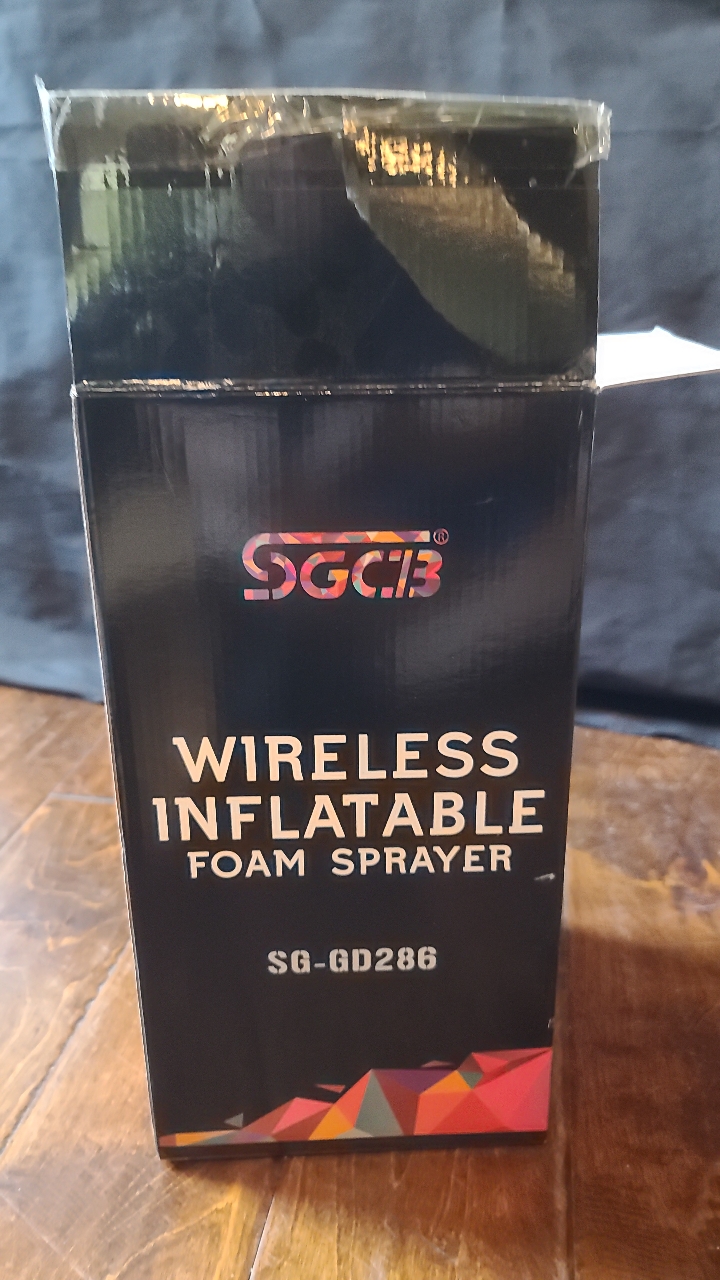 SGCB®
WIRELESS
INFLATABLE
FOAM SPRAYER
SG-GD286